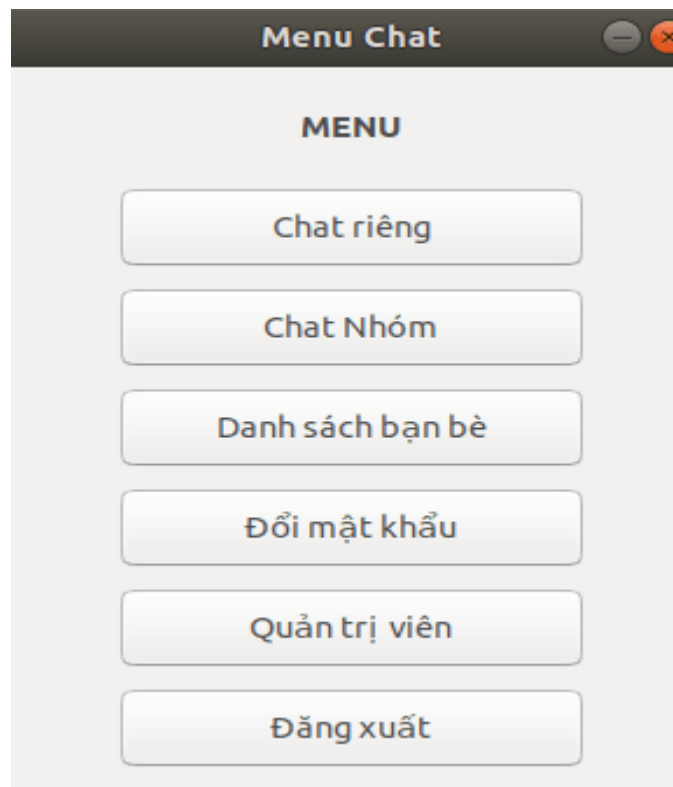 Menu Chat
MENU
Chat riêng
Chat Nhóm
Danh sách bạn bè
Đổi mật khẩu
Quản trị viên
Đăng xuất